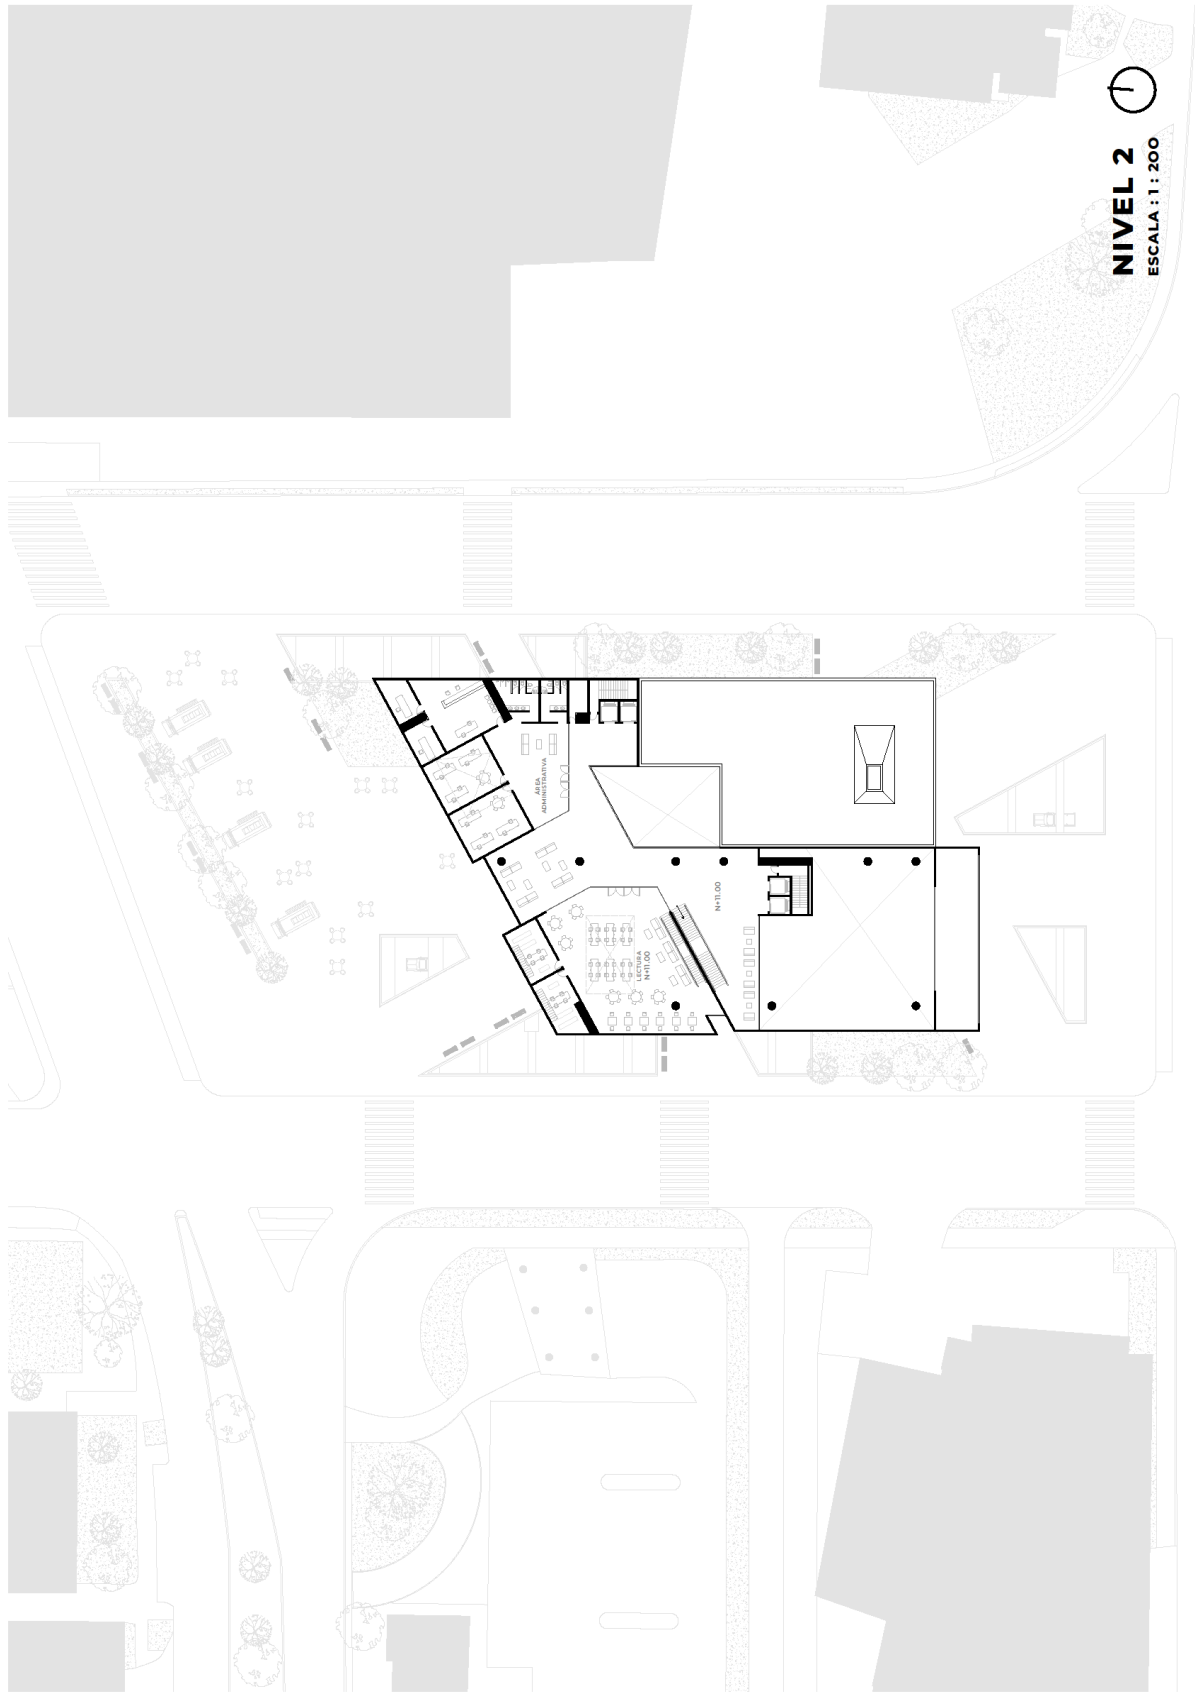 NIVEL 2
ESCALA : 1 : 200
ÁREA
ADMINISTRATIVA
N+11.00
LECTURA
N+11.00